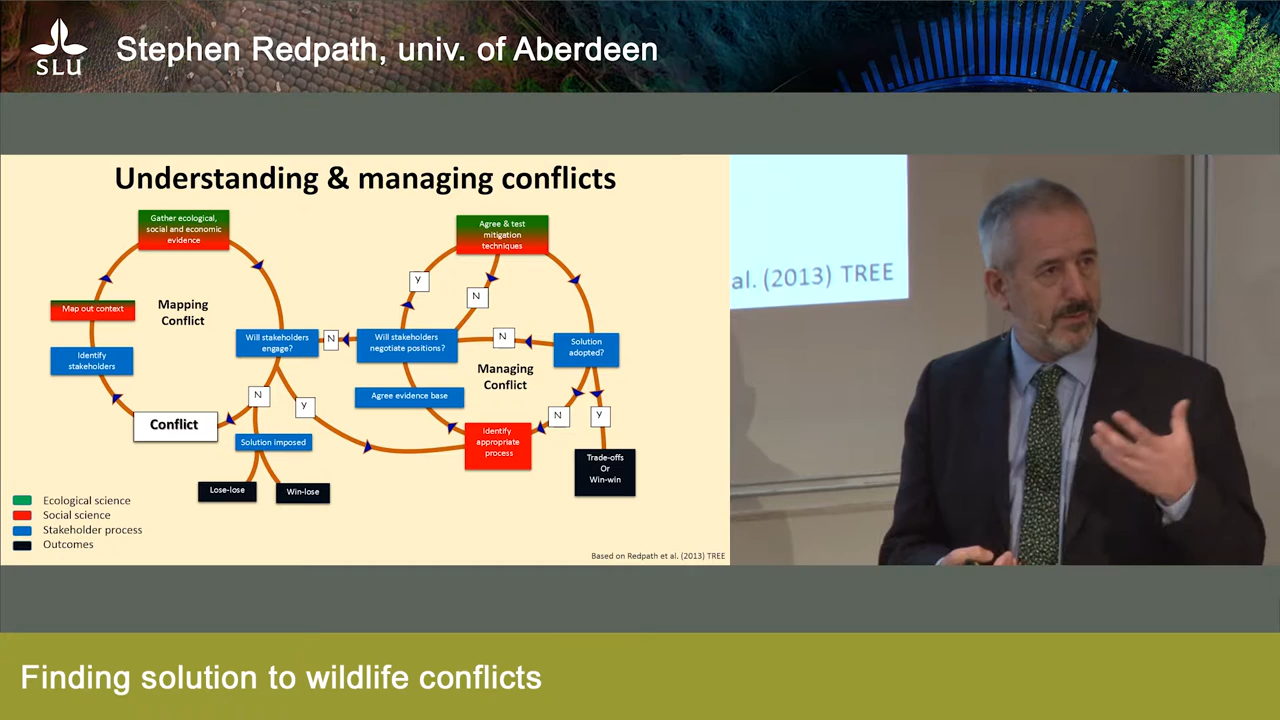 SLU
Stephen Redpath, univ. of Aberdeen
Understanding & managing conflicts
Gather ecological,
social and economic
evidence
Agree & test
mitigation
techniques
Y
N
Map out context
Mapping
Conflict
Will stakeholders
engage?
N
Will stakeholders
negotiate positions?
N
Solution
adopted?
Identify
stakeholders
Managing
Conflict
N
Y
Agree evidence base
N
Y
Conflict
Solution imposed
Identify
appropriate
process
Trade-offs
Or
Win-win
Lose-lose
Win-lose
Ecological science
Social science
Stakeholder process
Outcomes
Based on Redpath et al. (2013) TREE
al. (2013) TREE
Finding solution to wildlife conflicts